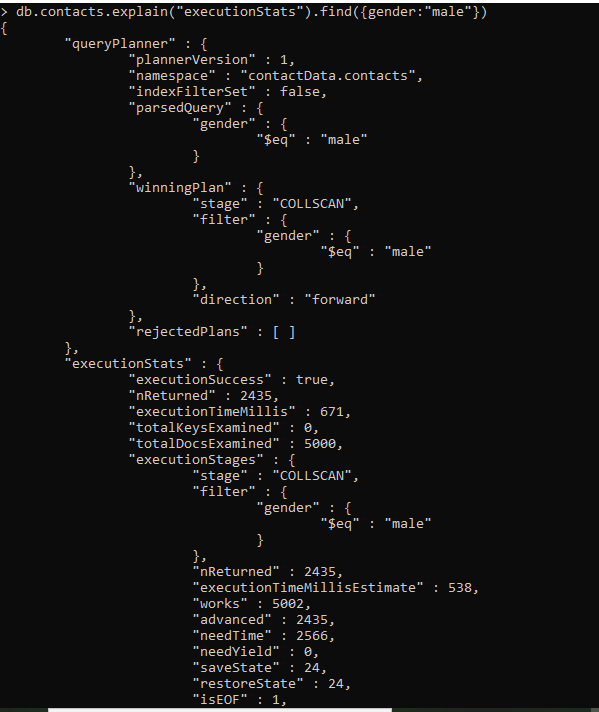 > db.contacts.explain("executionStats").find({gender:"male"})
{
"queryPlanner" : {
"plannerVersion" : 1,
"namespace" : "contactData.contacts",
"indexFilterSet" : false,
"parsedQuery" : {
"gender" : {
"$eq" : "male"
}
},
"winningPlan" : {
"stage" : "COLLSCAN",
"filter" : {
"gender" : {
"$eq" : "male"
}
},
"direction" : "forward"
},
"rejectedPlans" : [ ]
},
"executionStats" : {
"executionSuccess" : true,
"nReturned" : 2435,
"executionTimeMillis" : 671,
"totalKeysExamined" : 0,
"totalDocsExamined" : 5000,
"executionStages" : {
"stage" : "COLLSCAN",
"filter" : {
"gender" : {
"$eq" : "male"
}
},
"nReturned" : 2435,
"executionTimeMillisEstimate" : 538,
"works" : 5002,
"advanced" : 2435,
"needTime" : 2566,
"needYield" : 0,
"saveState" : 24,
"restoreState" : 24,
"isEOF" : 1,